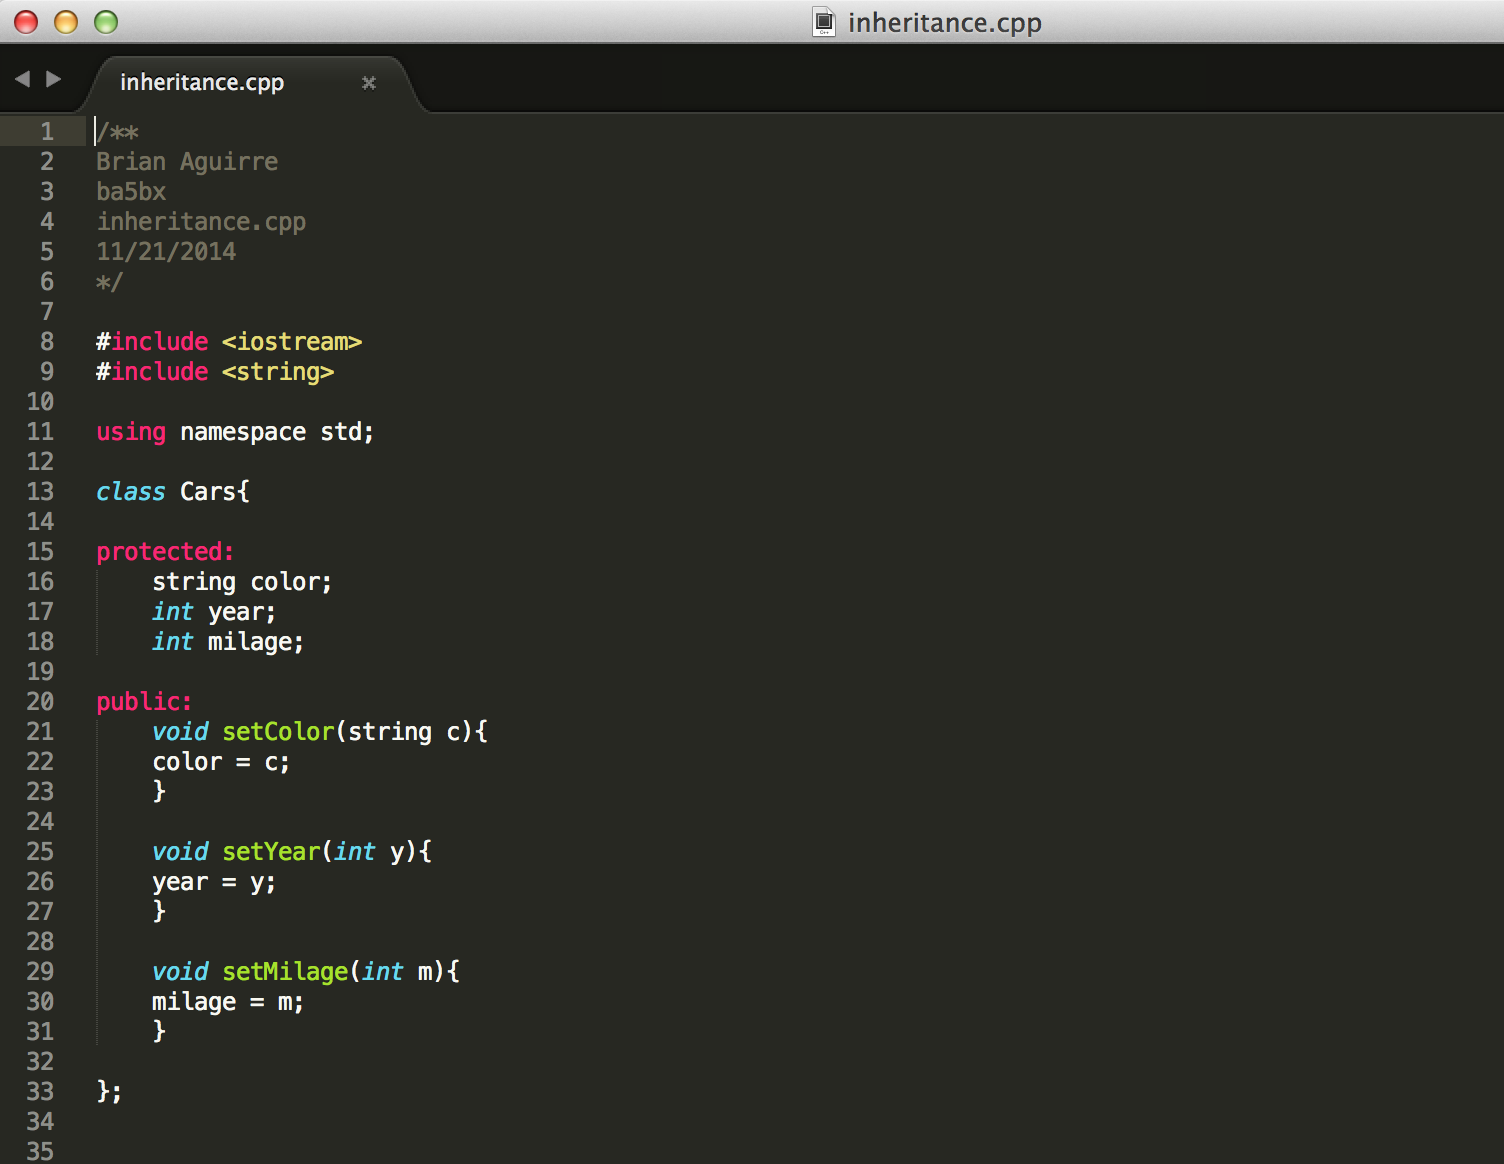 inheritance.cpp
inheritance.cpp
1 /**
2 Brian Aguirre
3 ba5bx
4 inheritance.cpp
5 11/21/2014
6 */
7
8 #include <iostream>
9 #include <string>
10
11 using namespace std;
12
13 class Cars{
14
15 protected:
16     string color;
17     int year;
18     int milage;
19
20 public:
21     void setColor(string c){
22     color = c;
23     }
24
25     void setYear(int y){
26     year = y;
27     }
28
29     void setMilage(int m){
30     milage = m;
31     }
32
33 };
34
35